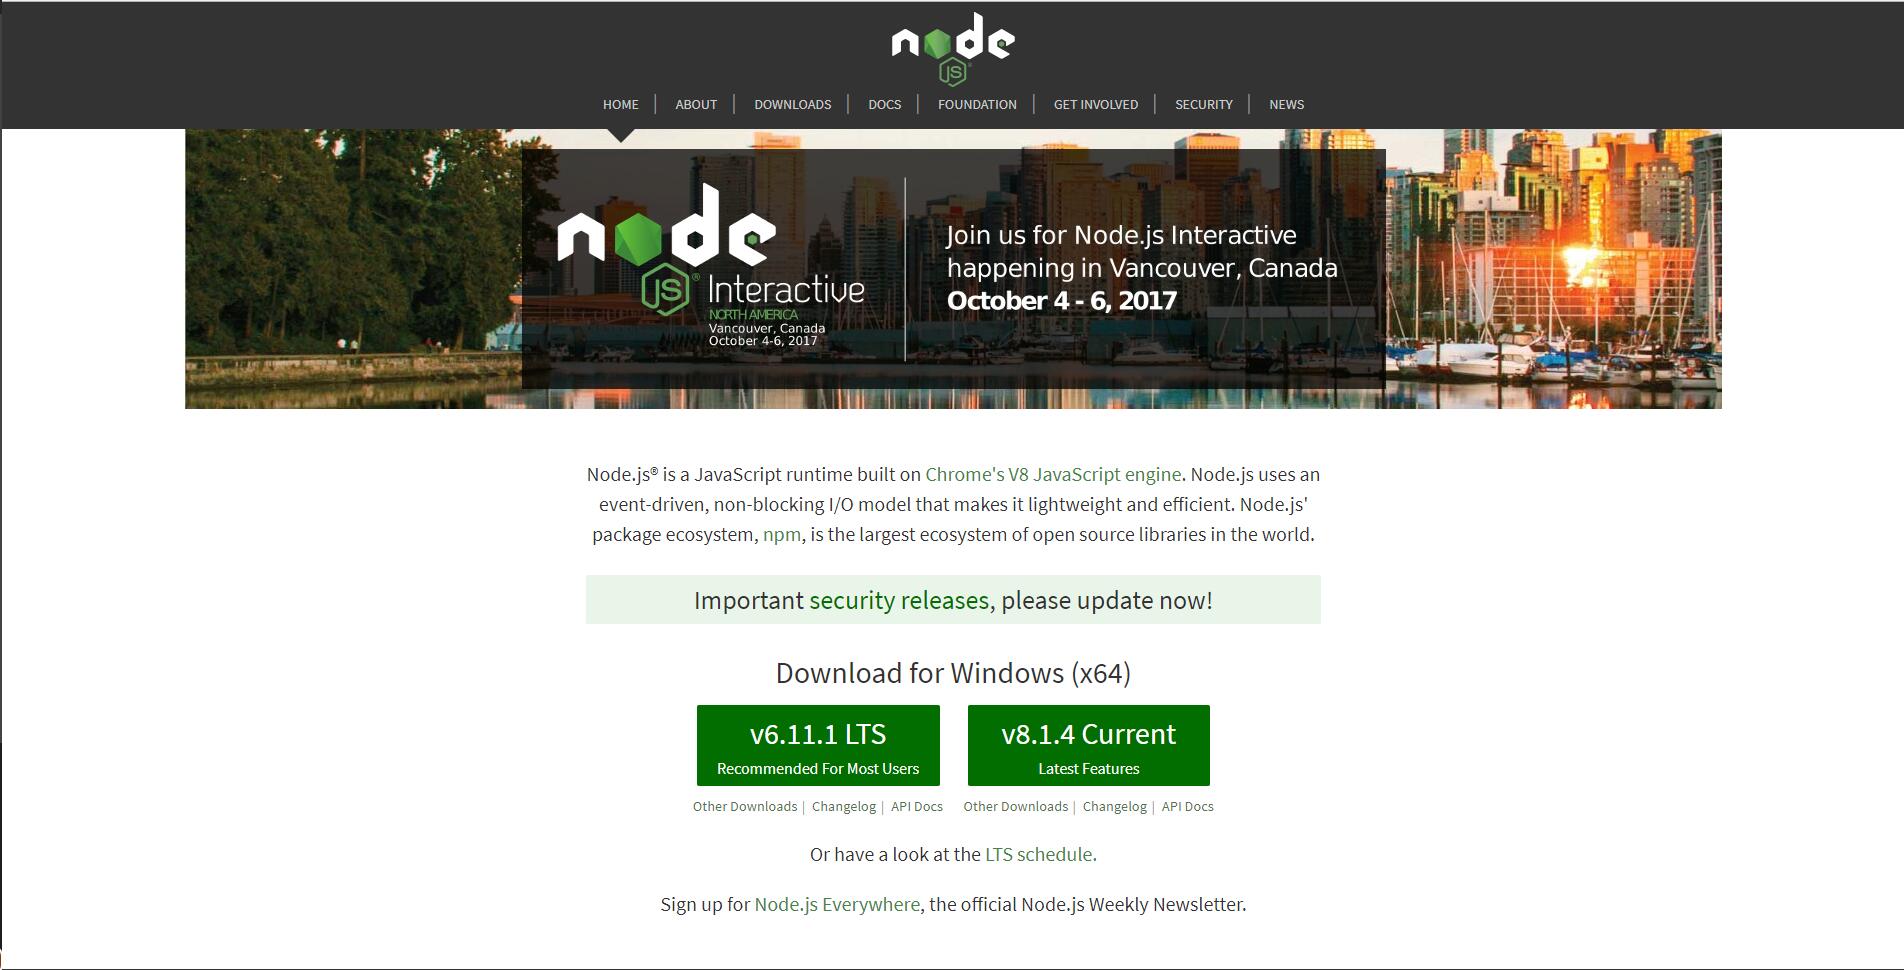 node
JS
HOME | ABOUT | DOWNLOADS | DOCS | FOUNDATION | GET INVOLVED | SECURITY | NEWS
node
JS® Interactive
NORTH AMERICA
Vancouver, Canada
October 4-6, 2017
Join us for Node.js Interactive
happening in Vancouver, Canada
October 4 - 6, 2017
Node.js® is a JavaScript runtime built on Chrome's V8 JavaScript engine. Node.js uses an
event-driven, non-blocking I/O model that makes it lightweight and efficient. Node.js'
package ecosystem, npm, is the largest ecosystem of open source libraries in the world.
Important security releases, please update now!
Download for Windows (x64)
v6.11.1 LTS
Recommended For Most Users
v8.1.4 Current
Latest Features
Other Downloads | Changelog | API Docs
Other Downloads | Changelog | API Docs
Or have a look at the LTS schedule.
Sign up for Node.js Everywhere, the official Node.js Weekly Newsletter.